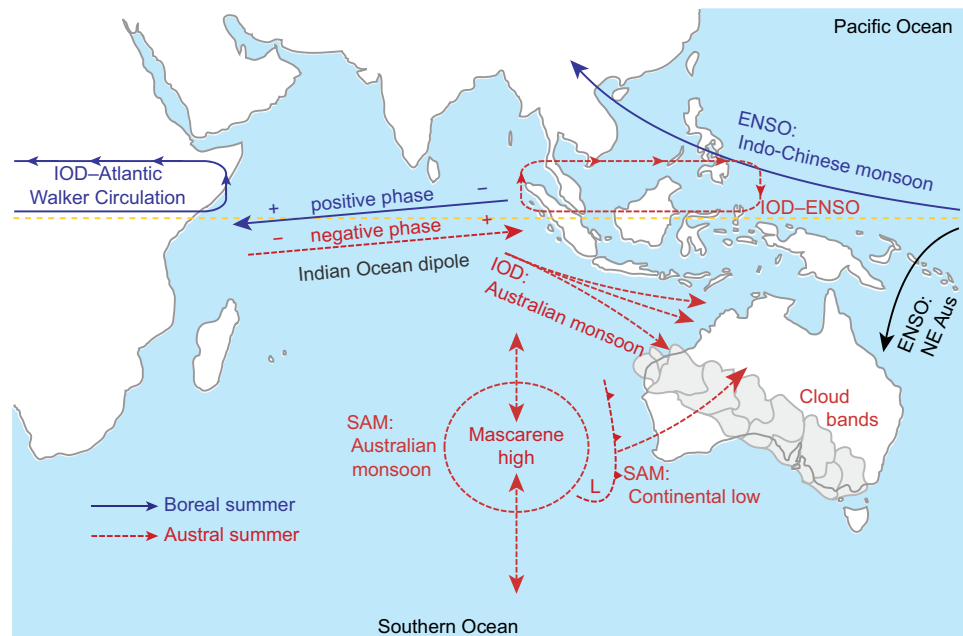 Pacific Ocean
ENSO:
Indo-Chinese monsoon
IOD–Atlantic
Walker Circulation
+ positive phase –
– negative phase +
Indian Ocean dipole
IOD–ENSO
IOD:
Australian monsoon
ENSO:
NE Aus
SAM:
Australian
monsoon
Mascarene
high
Cloud
bands
L
SAM:
Continental low
Boreal summer
Austral summer
Southern Ocean